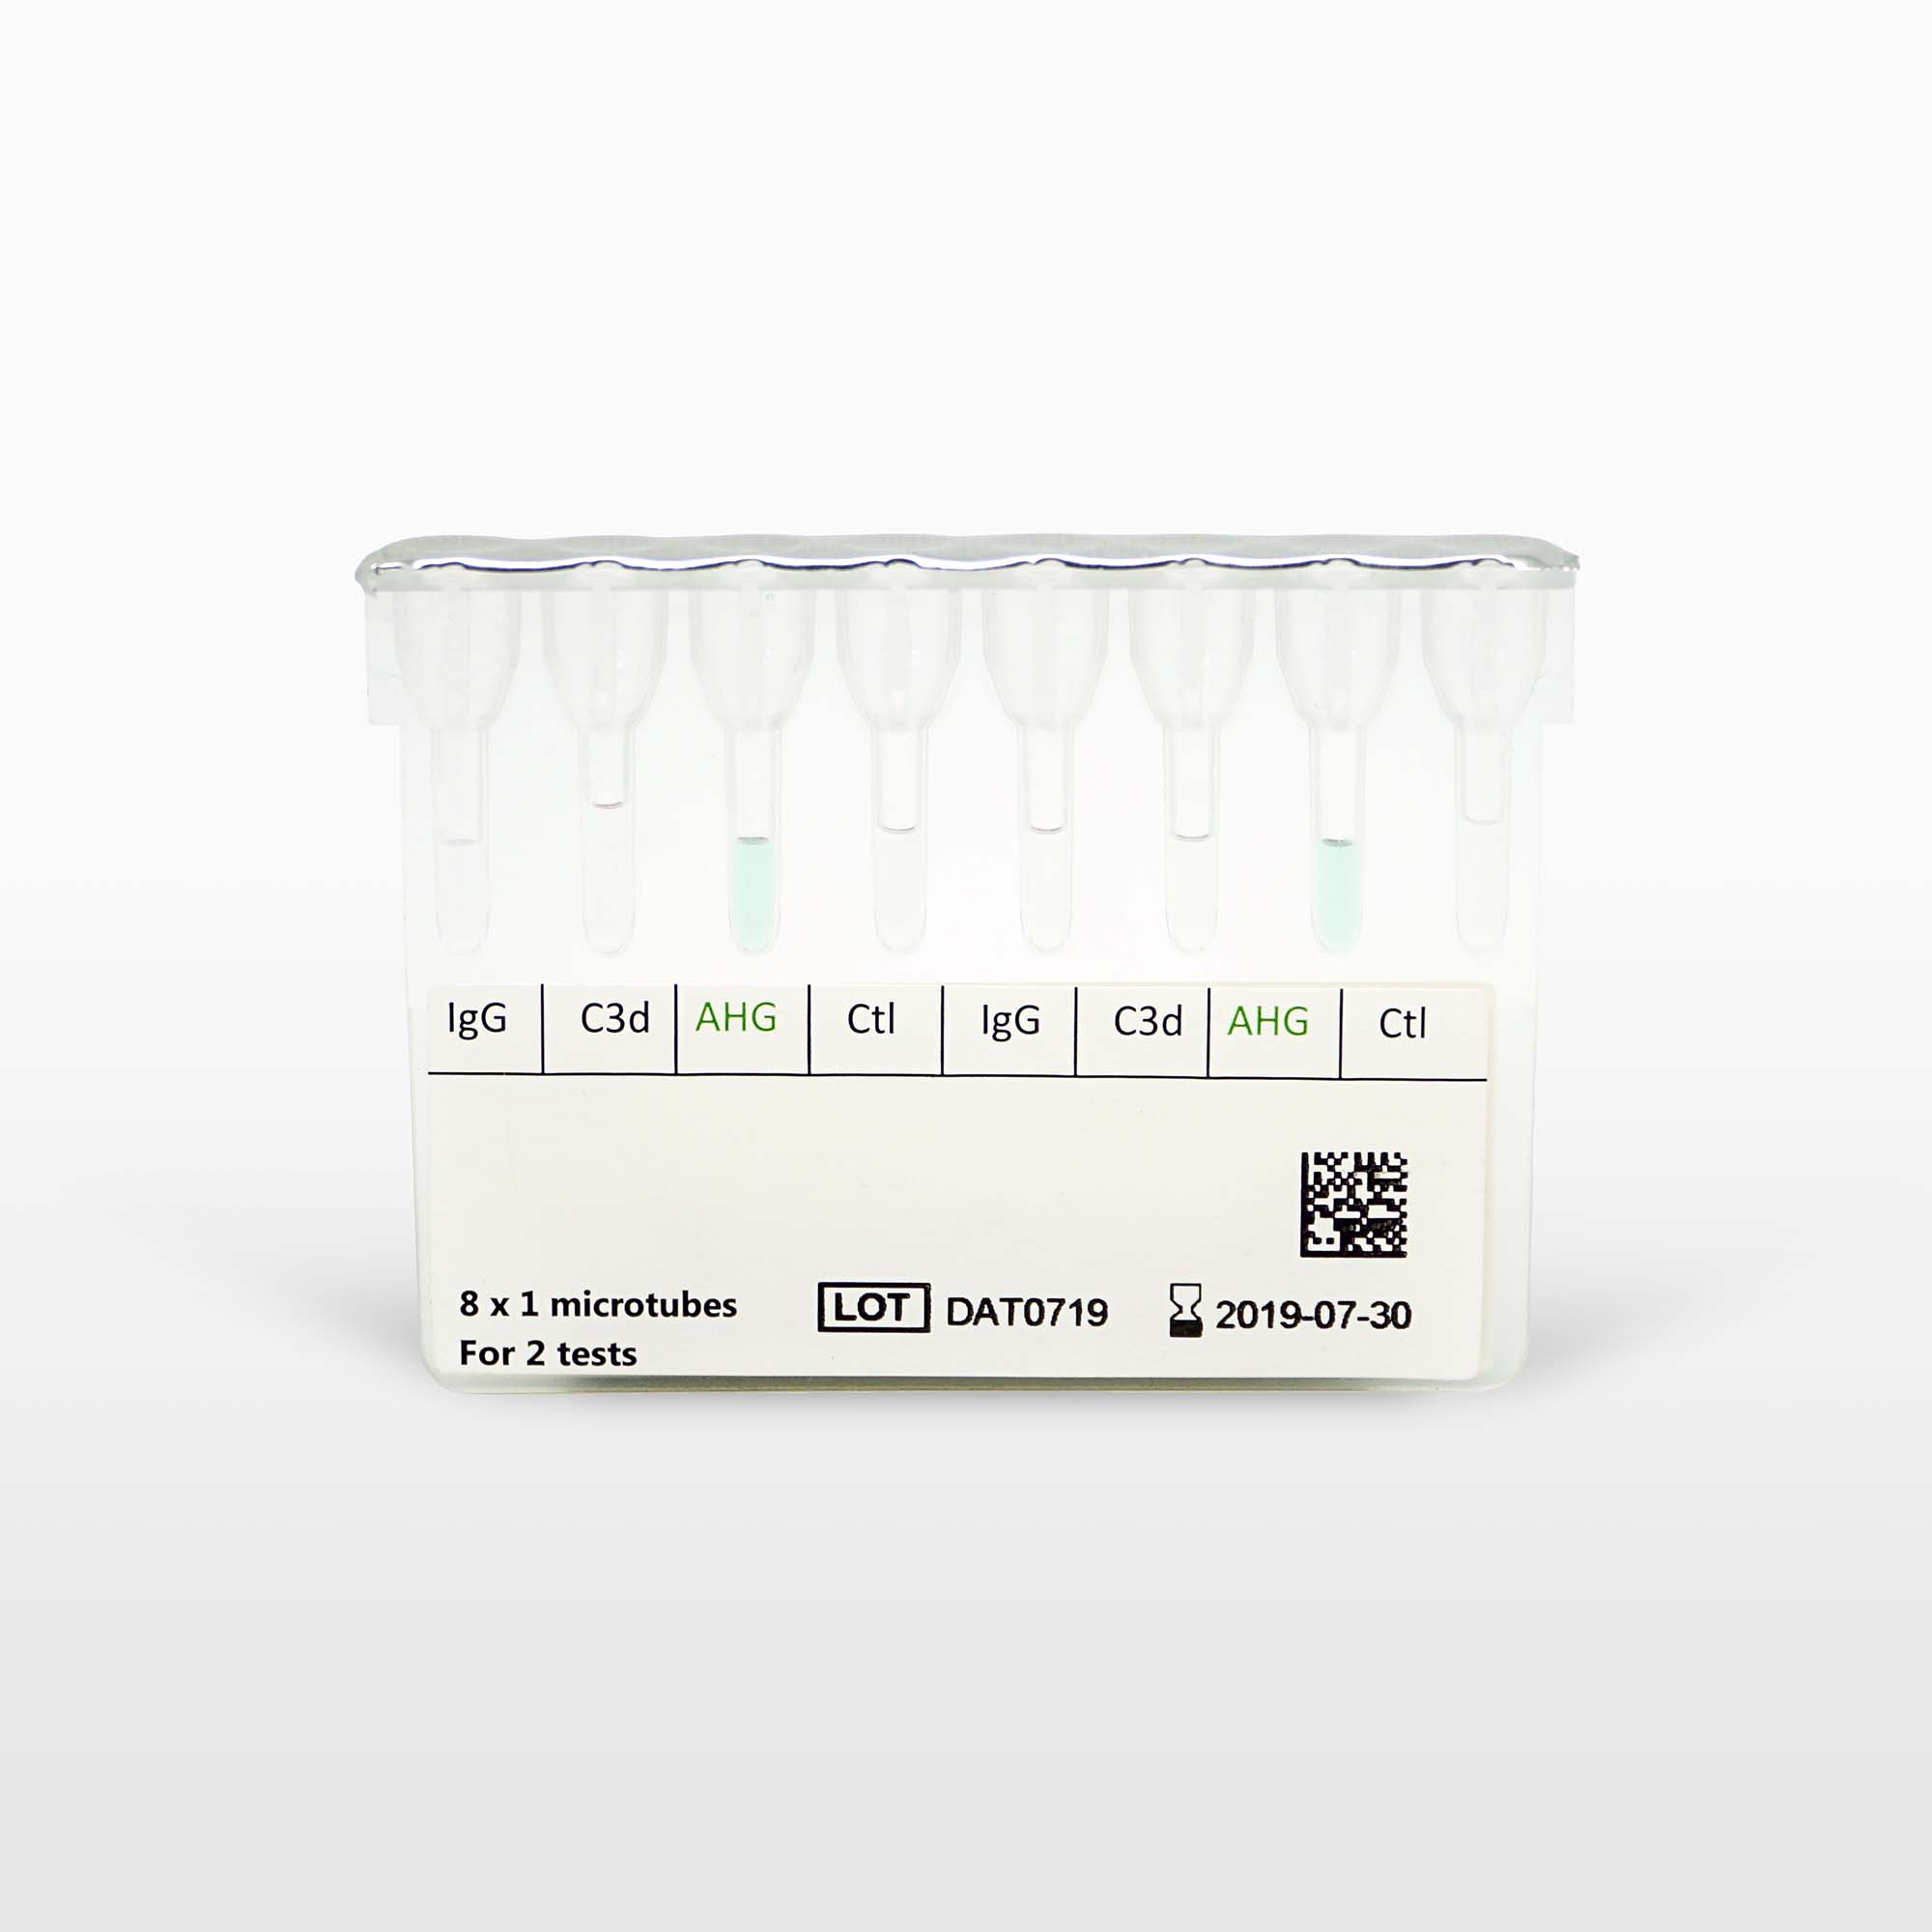 IgG C3d AHG Ctl IgG C3d AHG Ctl
8 x 1 microtubes LOT DAT0719 2019-07-30
For 2 tests